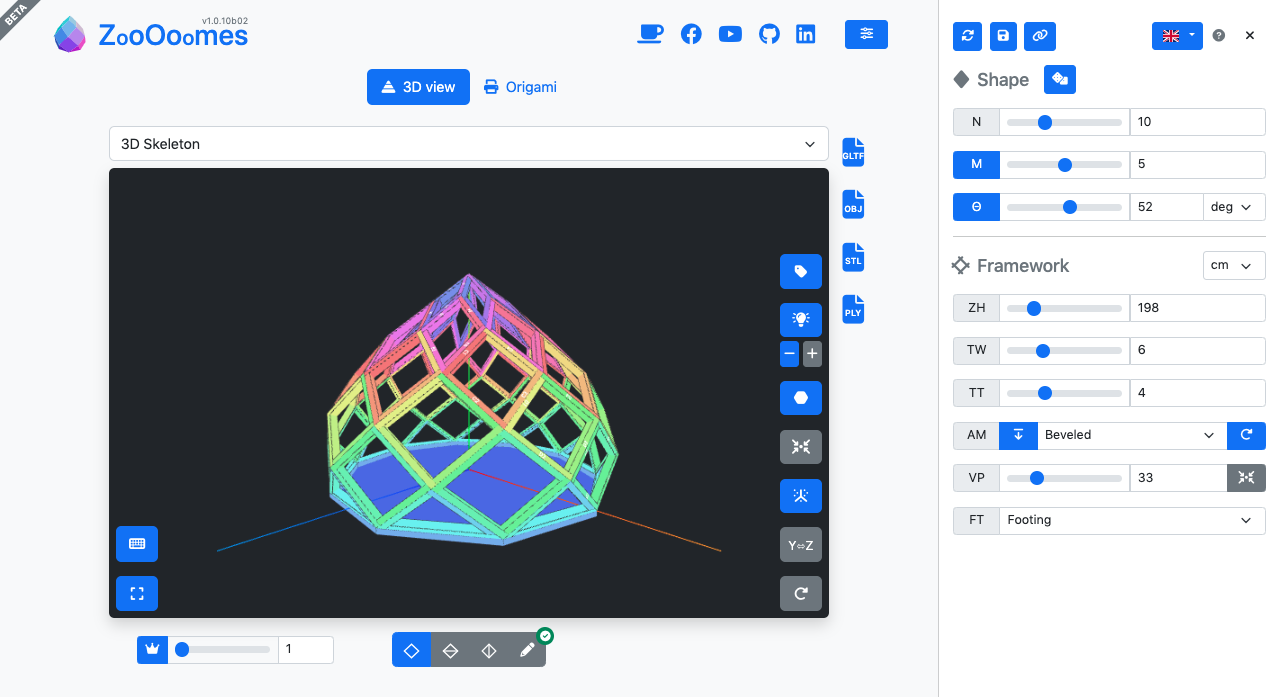 BETA
v1.0.10b02
ZooOoomes
3D view
Origami
3D Skeleton
GLTF
OBJ
STL
PLY
Y⇔Z
1
Shape
N
10
M
5
Θ
52
deg
Framework
cm
ZH
198
TW
6
TT
4
AM
Beveled
VP
33
FT
Footing